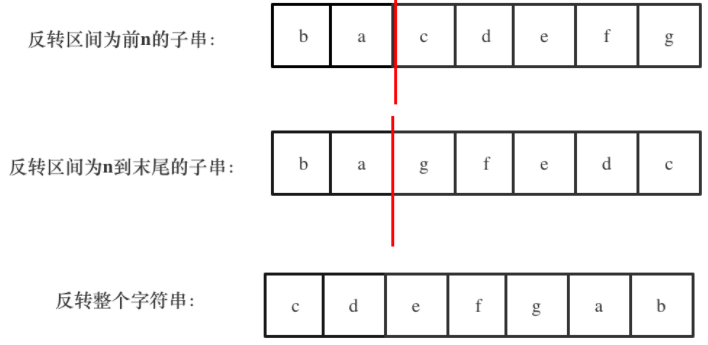 反转区间为前n的子串： b a c d e f g
反转区间为n到末尾的子串： b a g f e d c
反转整个字符串： c d e f g a b